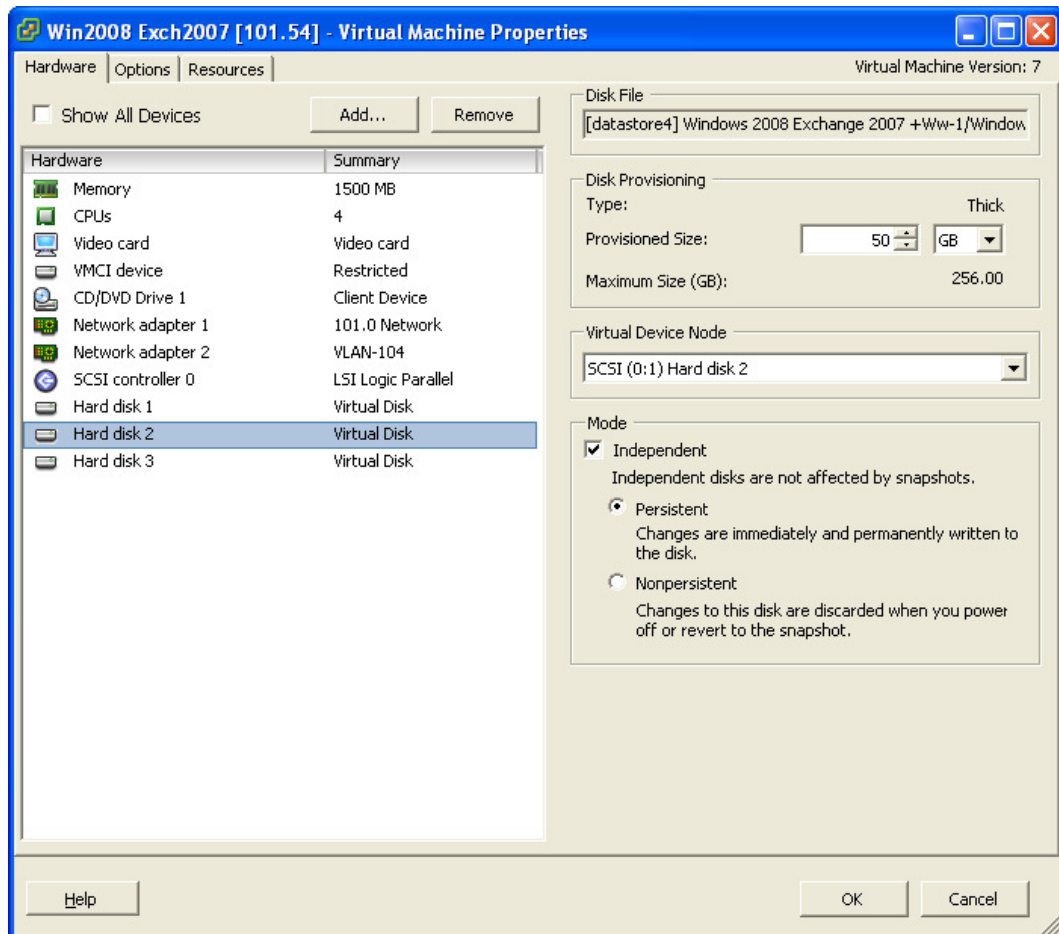 Win2008 Exch2007 [101.54] - Virtual Machine Properties
Hardware Options Resources Virtual Machine Version: 7
Show All Devices Add... Remove
Hardware Summary
Memory 1500 MB
CPUs 4
Video card Video card
VMCI device Restricted
CD/DVD Drive 1 Client Device
Network adapter 1 101.0 Network
Network adapter 2 VLAN-104
SCSI controller 0 LSI Logic Parallel
Hard disk 1 Virtual Disk
Hard disk 2 Virtual Disk
Hard disk 3 Virtual Disk
Disk File
[datastore4] Windows 2008 Exchange 2007 +Ww-1/Window
Disk Provisioning
Type: Thick
Provisioned Size: 50 GB
Maximum Size (GB): 256.00
Virtual Device Node
SCSI (0:1) Hard disk 2
Mode
Independent
Independent disks are not affected by snapshots.
Persistent
Changes are immediately and permanently written to
the disk.
Nonpersistent
Changes to this disk are discarded when you power
off or revert to the snapshot.
Help OK Cancel